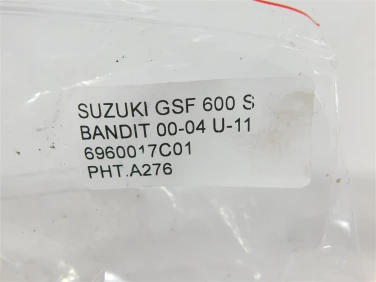 SUZUKI GSF 600 S
BANDIT 00-04 U-11
6960017C01
PHT.A276